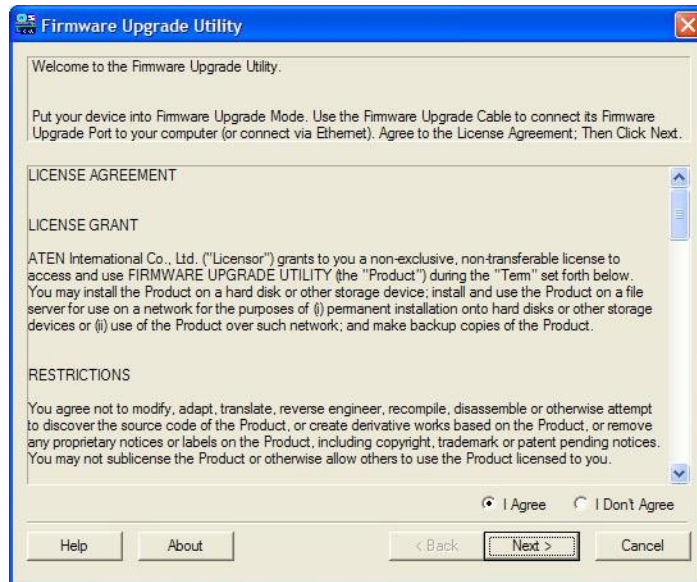 Firmware Upgrade Utility
Welcome to the Firmware Upgrade Utility.
Put your device into Firmware Upgrade Mode. Use the Firmware Upgrade Cable to connect its Firmware
Upgrade Port to your computer (or connect via Ethernet). Agree to the License Agreement; Then Click Next.
LICENSE AGREEMENT
LICENSE GRANT
ATEN International Co., Ltd. ("Licensor") grants to you a non-exclusive, non-transferable license to
access and use FIRMWARE UPGRADE UTILITY (the "Product") during the "Term" set forth below.
You may install the Product on a hard disk or other storage device; install and use the Product on a file
server for use on a network for the purposes of (i) permanent installation onto hard disks or other storage
devices or (ii) use of the Product over such network; and make backup copies of the Product.
RESTRICTIONS
You agree not to modify, adapt, translate, reverse engineer, recompile, disassemble or otherwise attempt
to discover the source code of the Product, or create derivative works based on the Product, or remove
any proprietary notices or labels on the Product, including copyright, trademark or patent pending notices.
You may not sublicense the Product or otherwise allow others to use the Product licensed to you.
I Agree I Don't Agree
Help About < Back Next > Cancel